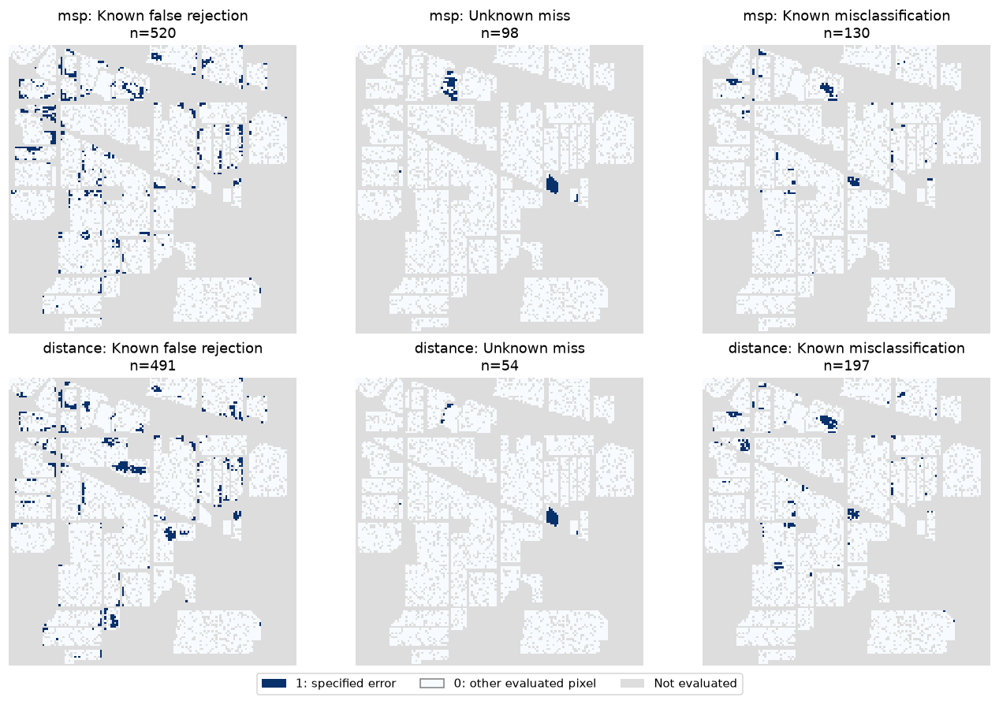 msp: Known false rejection
n=520
msp: Unknown miss
n=98
msp: Known misclassification
n=130
distance: Known false rejection
n=491
distance: Unknown miss
n=54
distance: Known misclassification
n=197
1: specified error
0: other evaluated pixel
Not evaluated